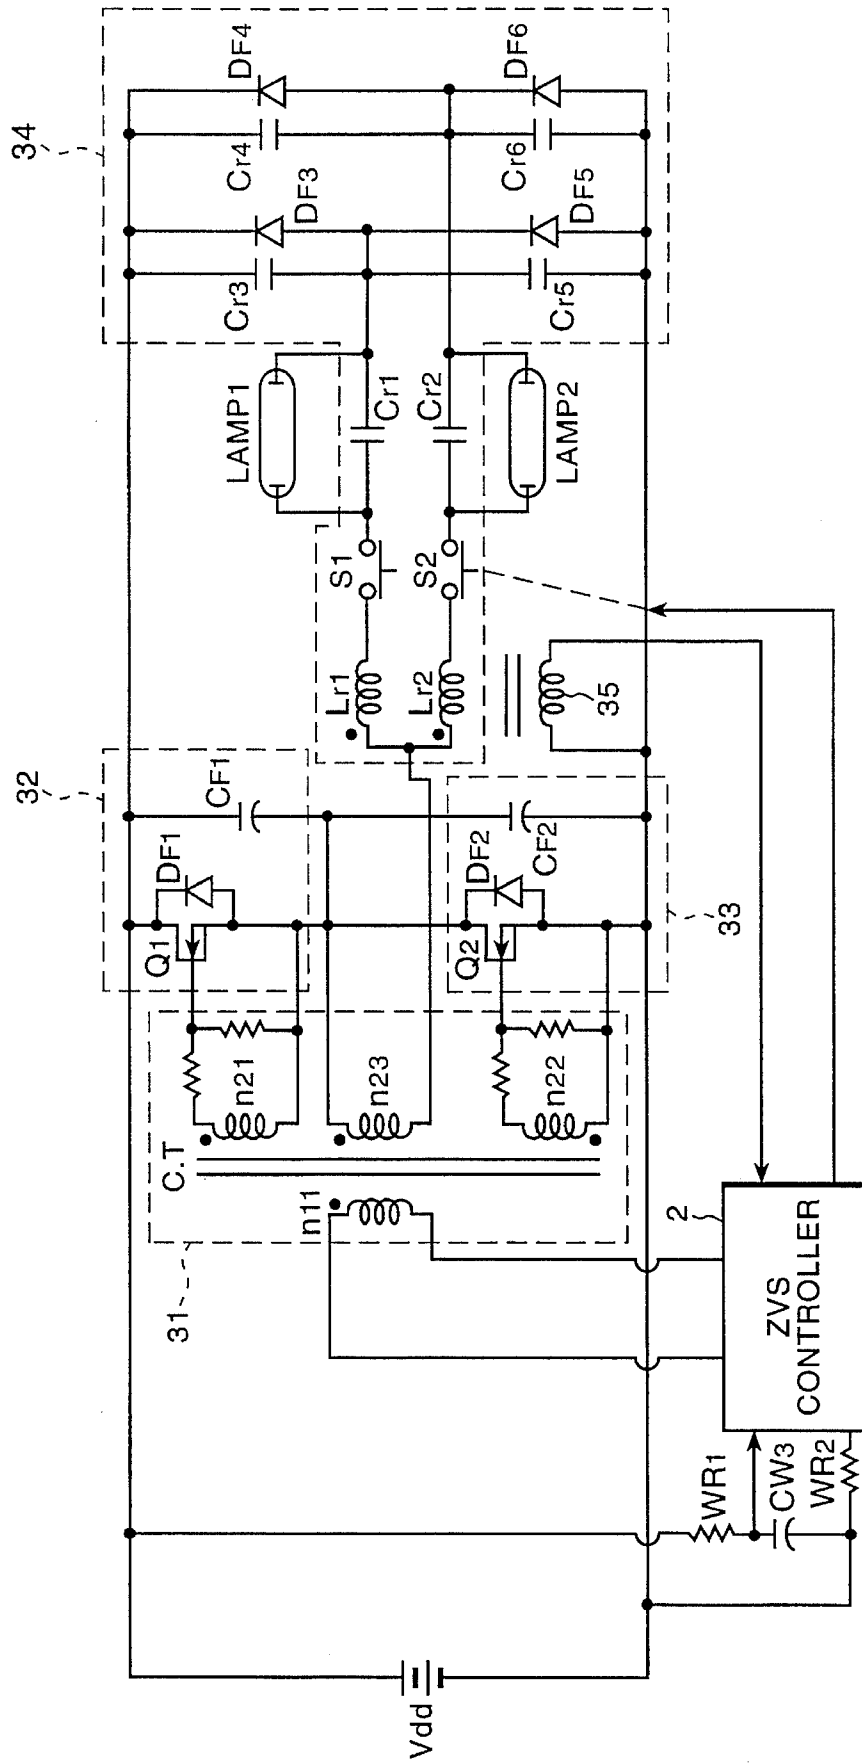 34
DF4
DF6
Cr4
Cr6
DF3
DF5
Cr3
Cr5
LAMP1
Cr1
Cr2
LAMP2
S1
S2
Lr1
Lr2
35
32
CF1
DF1
DF2
CF2
Q1
Q2
33
n21
n23
n22
C.T
n11
31
2
ZVS
CONTROLLER
WR1
CW3
WR2
Vdd